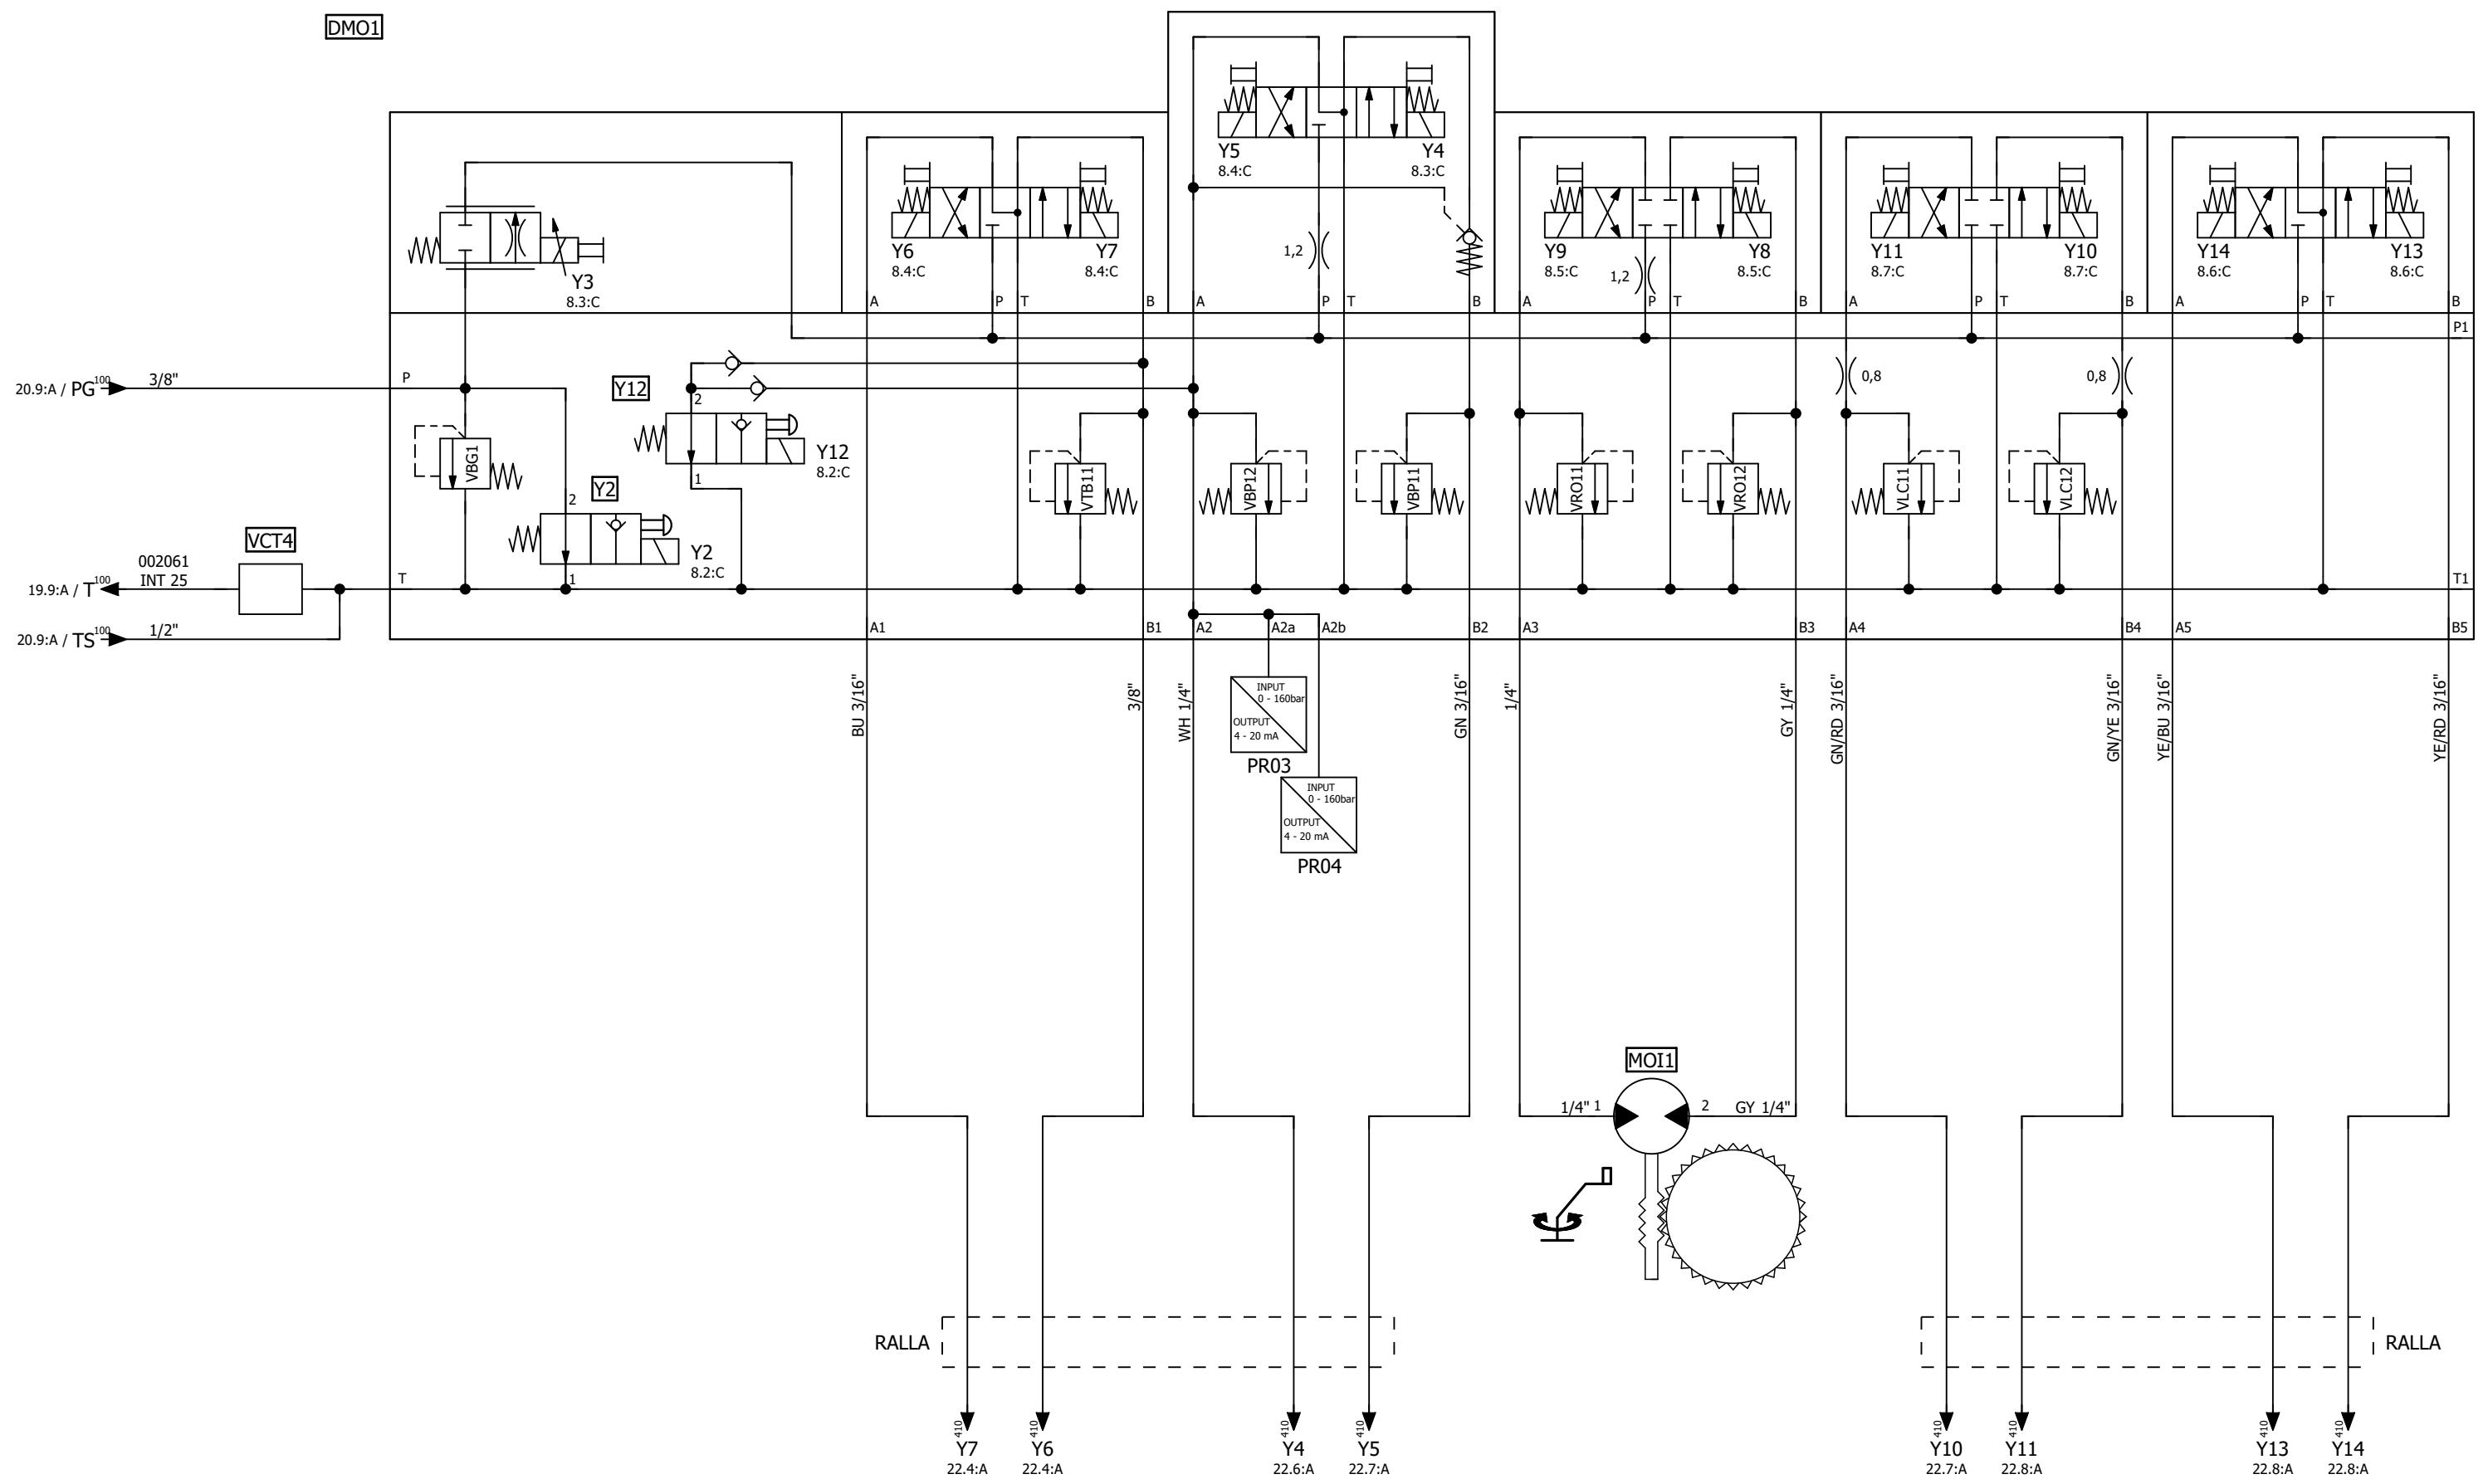 DMO1
Y5
8.4:C
Y4
8.3:C
Y3
8.3:C
Y6
8.4:C
Y7
8.4:C
1,2
Y9
8.5:C
1,2
Y8
8.5:C
Y11
8.7:C
Y10
8.7:C
Y14
8.6:C
Y13
8.6:C
A P T B
A P T B
A P T B
A P T B
A P T B
P1
20.9:A / PG 100 3/8" P
Y12
2
1
Y12
8.2:C
0,8
0,8
VBG1
VTB11
VBP12
VBP11
VRO11
VRO12
VLC11
VLC12
Y2
2
1
Y2
8.2:C
VCT4
002061
INT 25
19.9:A / T 100
T
T1
20.9:A / TS 100 1/2"
A1 B1 A2 A2a A2b B2 A3 B3 A4 B4 A5 B5
BU 3/16"
3/8"
WH 1/4"
GN 3/16"
1/4"
GY 1/4"
GN/RD 3/16"
GN/YE 3/16"
YE/BU 3/16"
YE/RD 3/16"
INPUT
0 - 160bar
OUTPUT
4 - 20 mA
PR03
INPUT
0 - 160bar
OUTPUT
4 - 20 mA
PR04
MOI1
1/4" 1
2 GY 1/4"
RALLA
RALLA
410
Y7
22.4:A
410
Y6
22.4:A
410
Y4
22.6:A
410
Y5
22.7:A
410
Y10
22.7:A
410
Y11
22.8:A
410
Y13
22.8:A
410
Y14
22.8:A